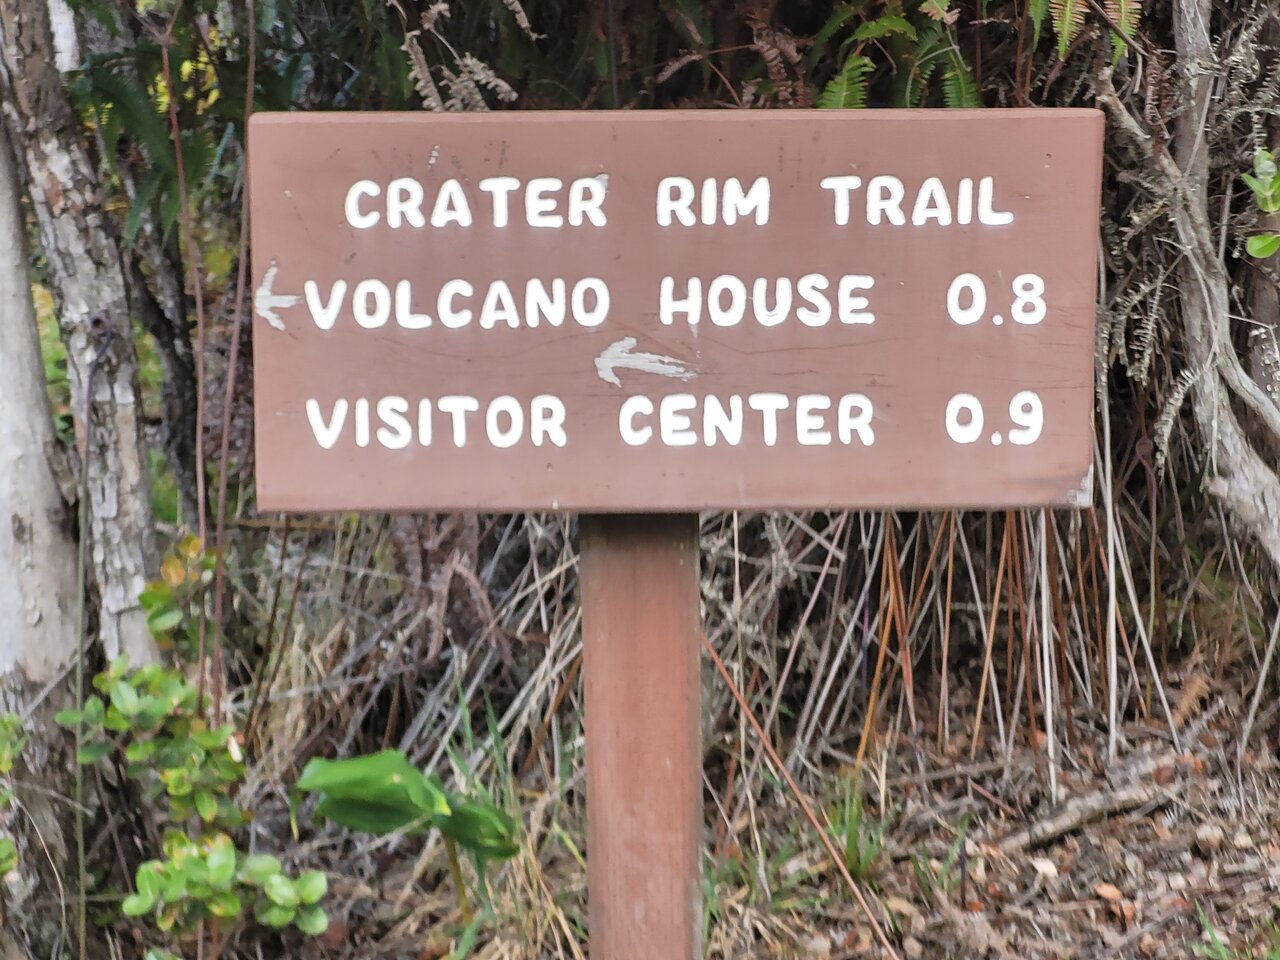 CRATER RIM TRAIL
VOLCANO HOUSE 0.8
VISITOR CENTER 0.9